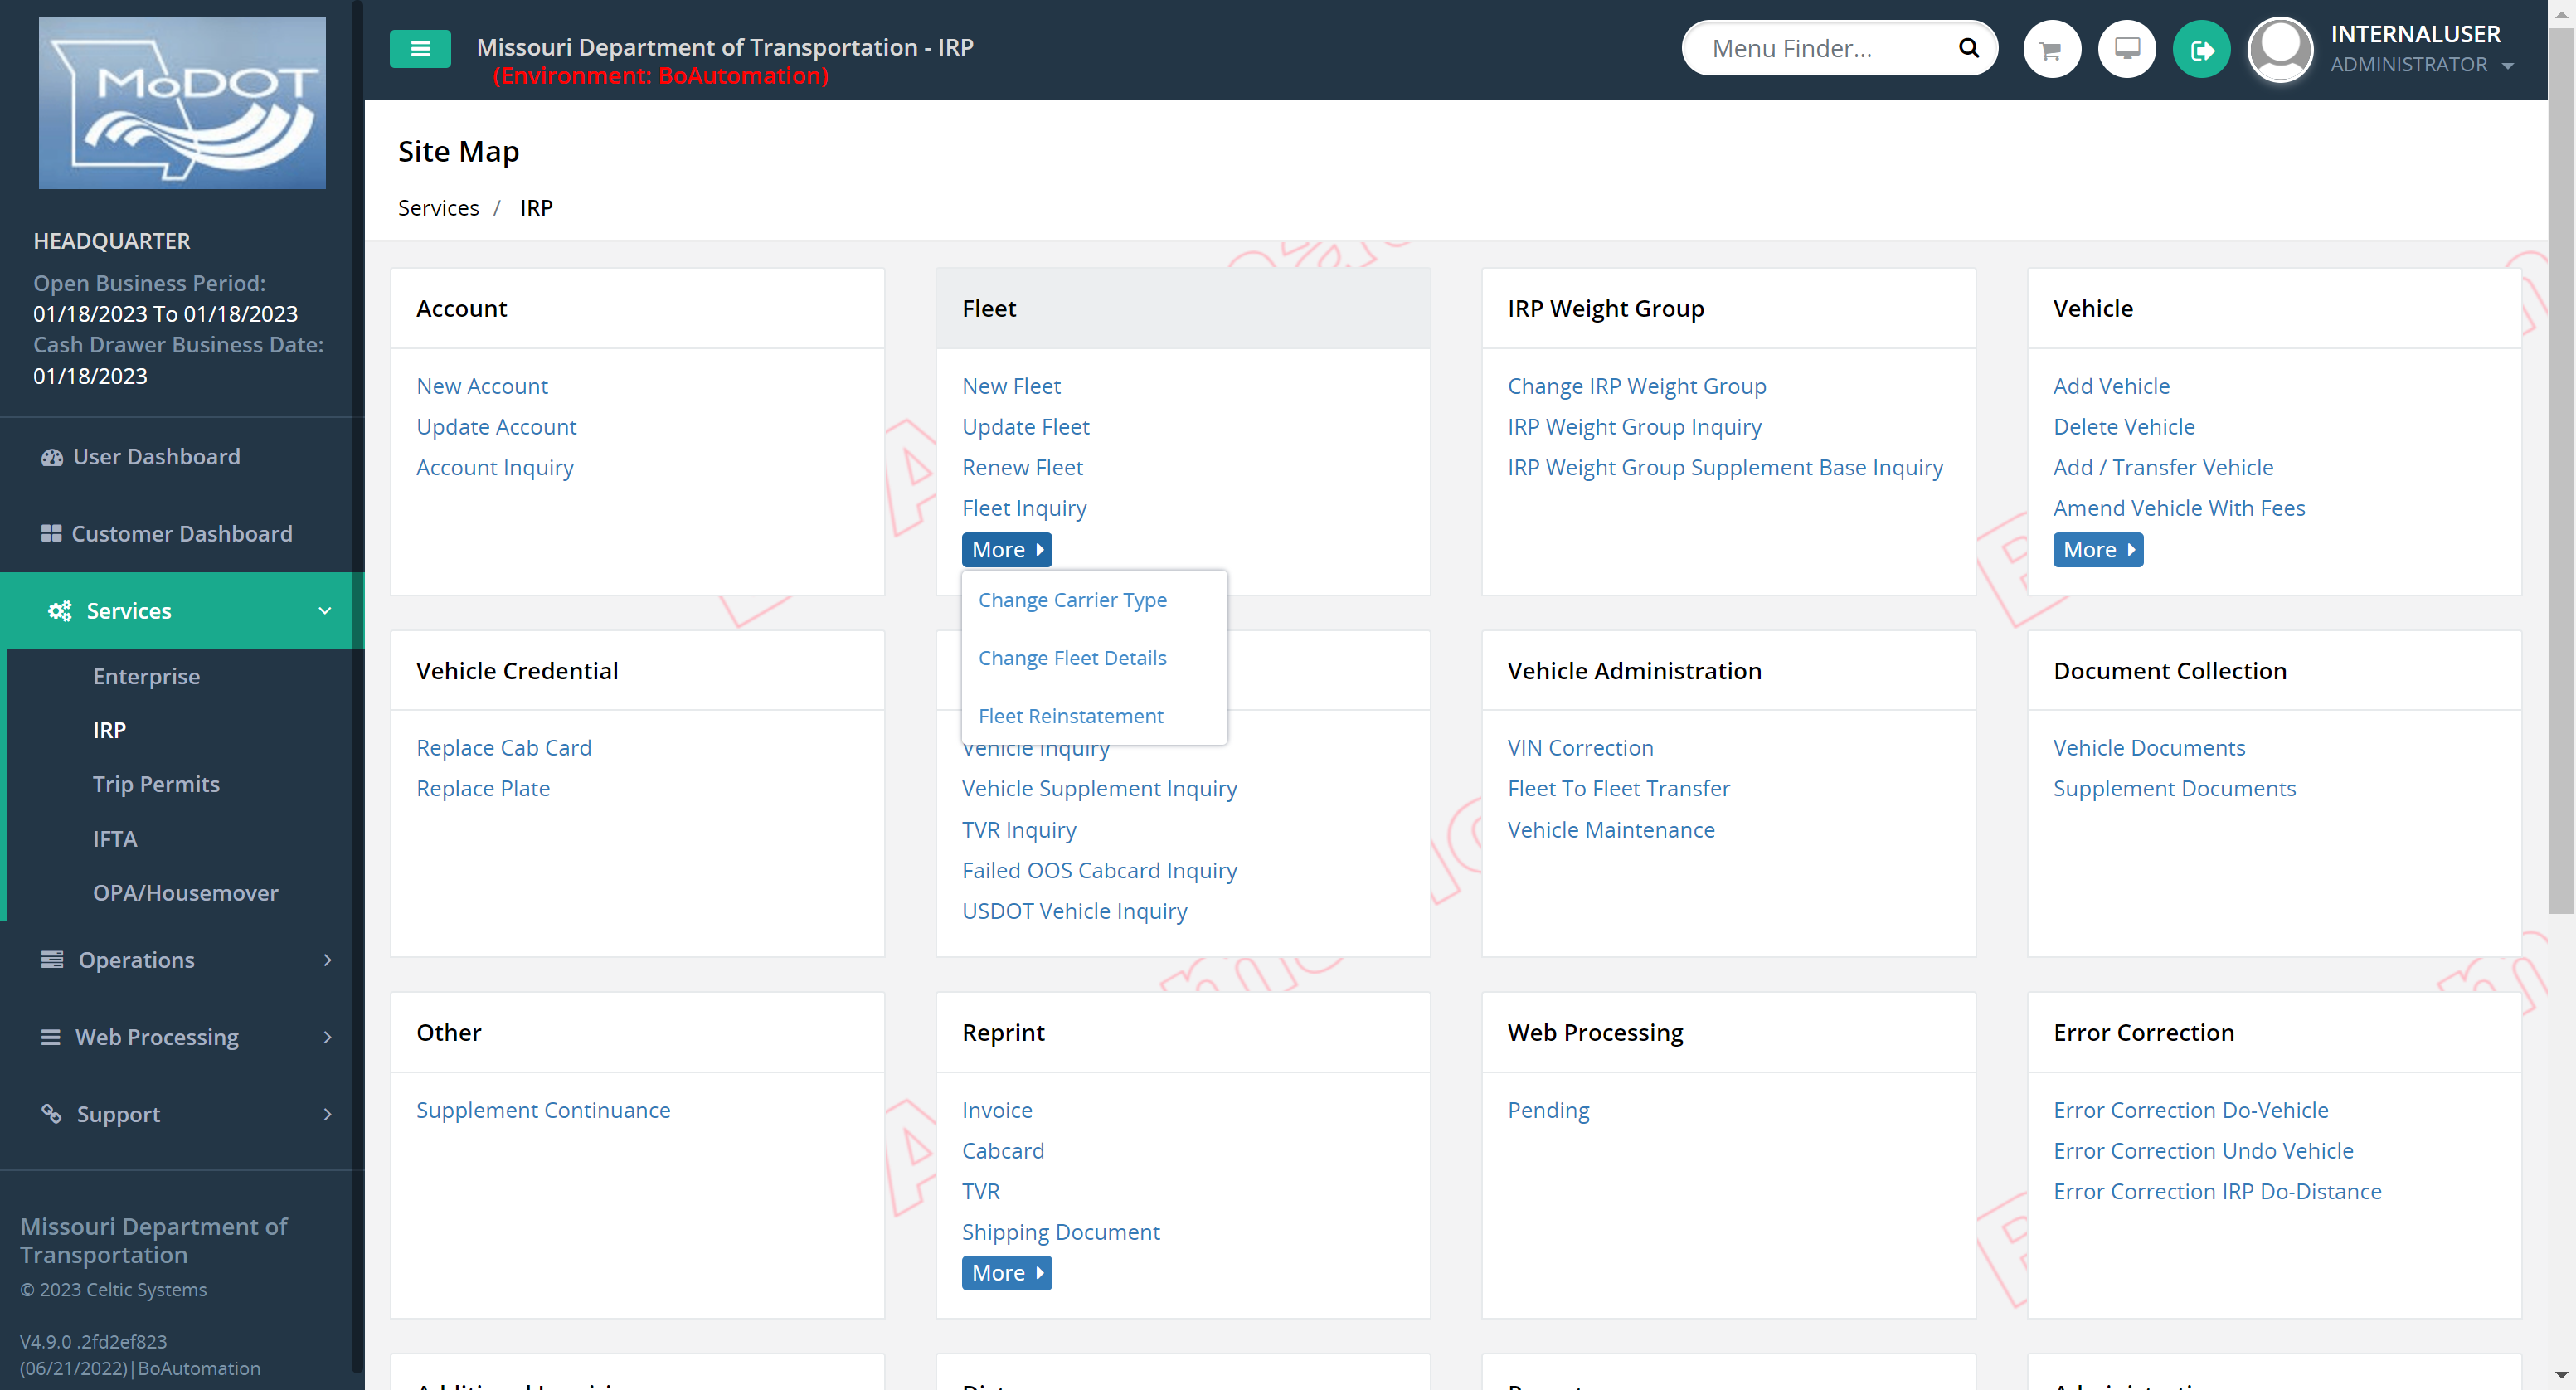 MoDOT
HEADQUARTER
Open Business Period:
01/18/2023 To 01/18/2023
Cash Drawer Business Date:
01/18/2023
User Dashboard
Customer Dashboard
Services
Enterprise
IRP
Trip Permits
IFTA
OPA/Housemover
Operations
Web Processing
Support
Missouri Department of
Transportation
© 2023 Celtic Systems
V4.9.0 .2fd2ef823
(06/21/2022)|BoAutomation
Missouri Department of Transportation - IRP
(Environment: BoAutomation)
Menu Finder...
INTERNALUSER
ADMINISTRATOR
Site Map
Services / IRP
Account
New Account
Update Account
Account Inquiry
Fleet
New Fleet
Update Fleet
Renew Fleet
Fleet Inquiry
More
Change Carrier Type
Change Fleet Details
Fleet Reinstatement
IRP Weight Group
Change IRP Weight Group
IRP Weight Group Inquiry
IRP Weight Group Supplement Base Inquiry
Vehicle
Add Vehicle
Delete Vehicle
Add / Transfer Vehicle
Amend Vehicle With Fees
More
Vehicle Credential
Replace Cab Card
Replace Plate
Vehicle Inquiry
Vehicle Supplement Inquiry
TVR Inquiry
Failed OOS Cabcard Inquiry
USDOT Vehicle Inquiry
Vehicle Administration
VIN Correction
Fleet To Fleet Transfer
Vehicle Maintenance
Document Collection
Vehicle Documents
Supplement Documents
Other
Supplement Continuance
Reprint
Invoice
Cabcard
TVR
Shipping Document
More
Web Processing
Pending
Error Correction
Error Correction Do-Vehicle
Error Correction Undo Vehicle
Error Correction IRP Do-Distance